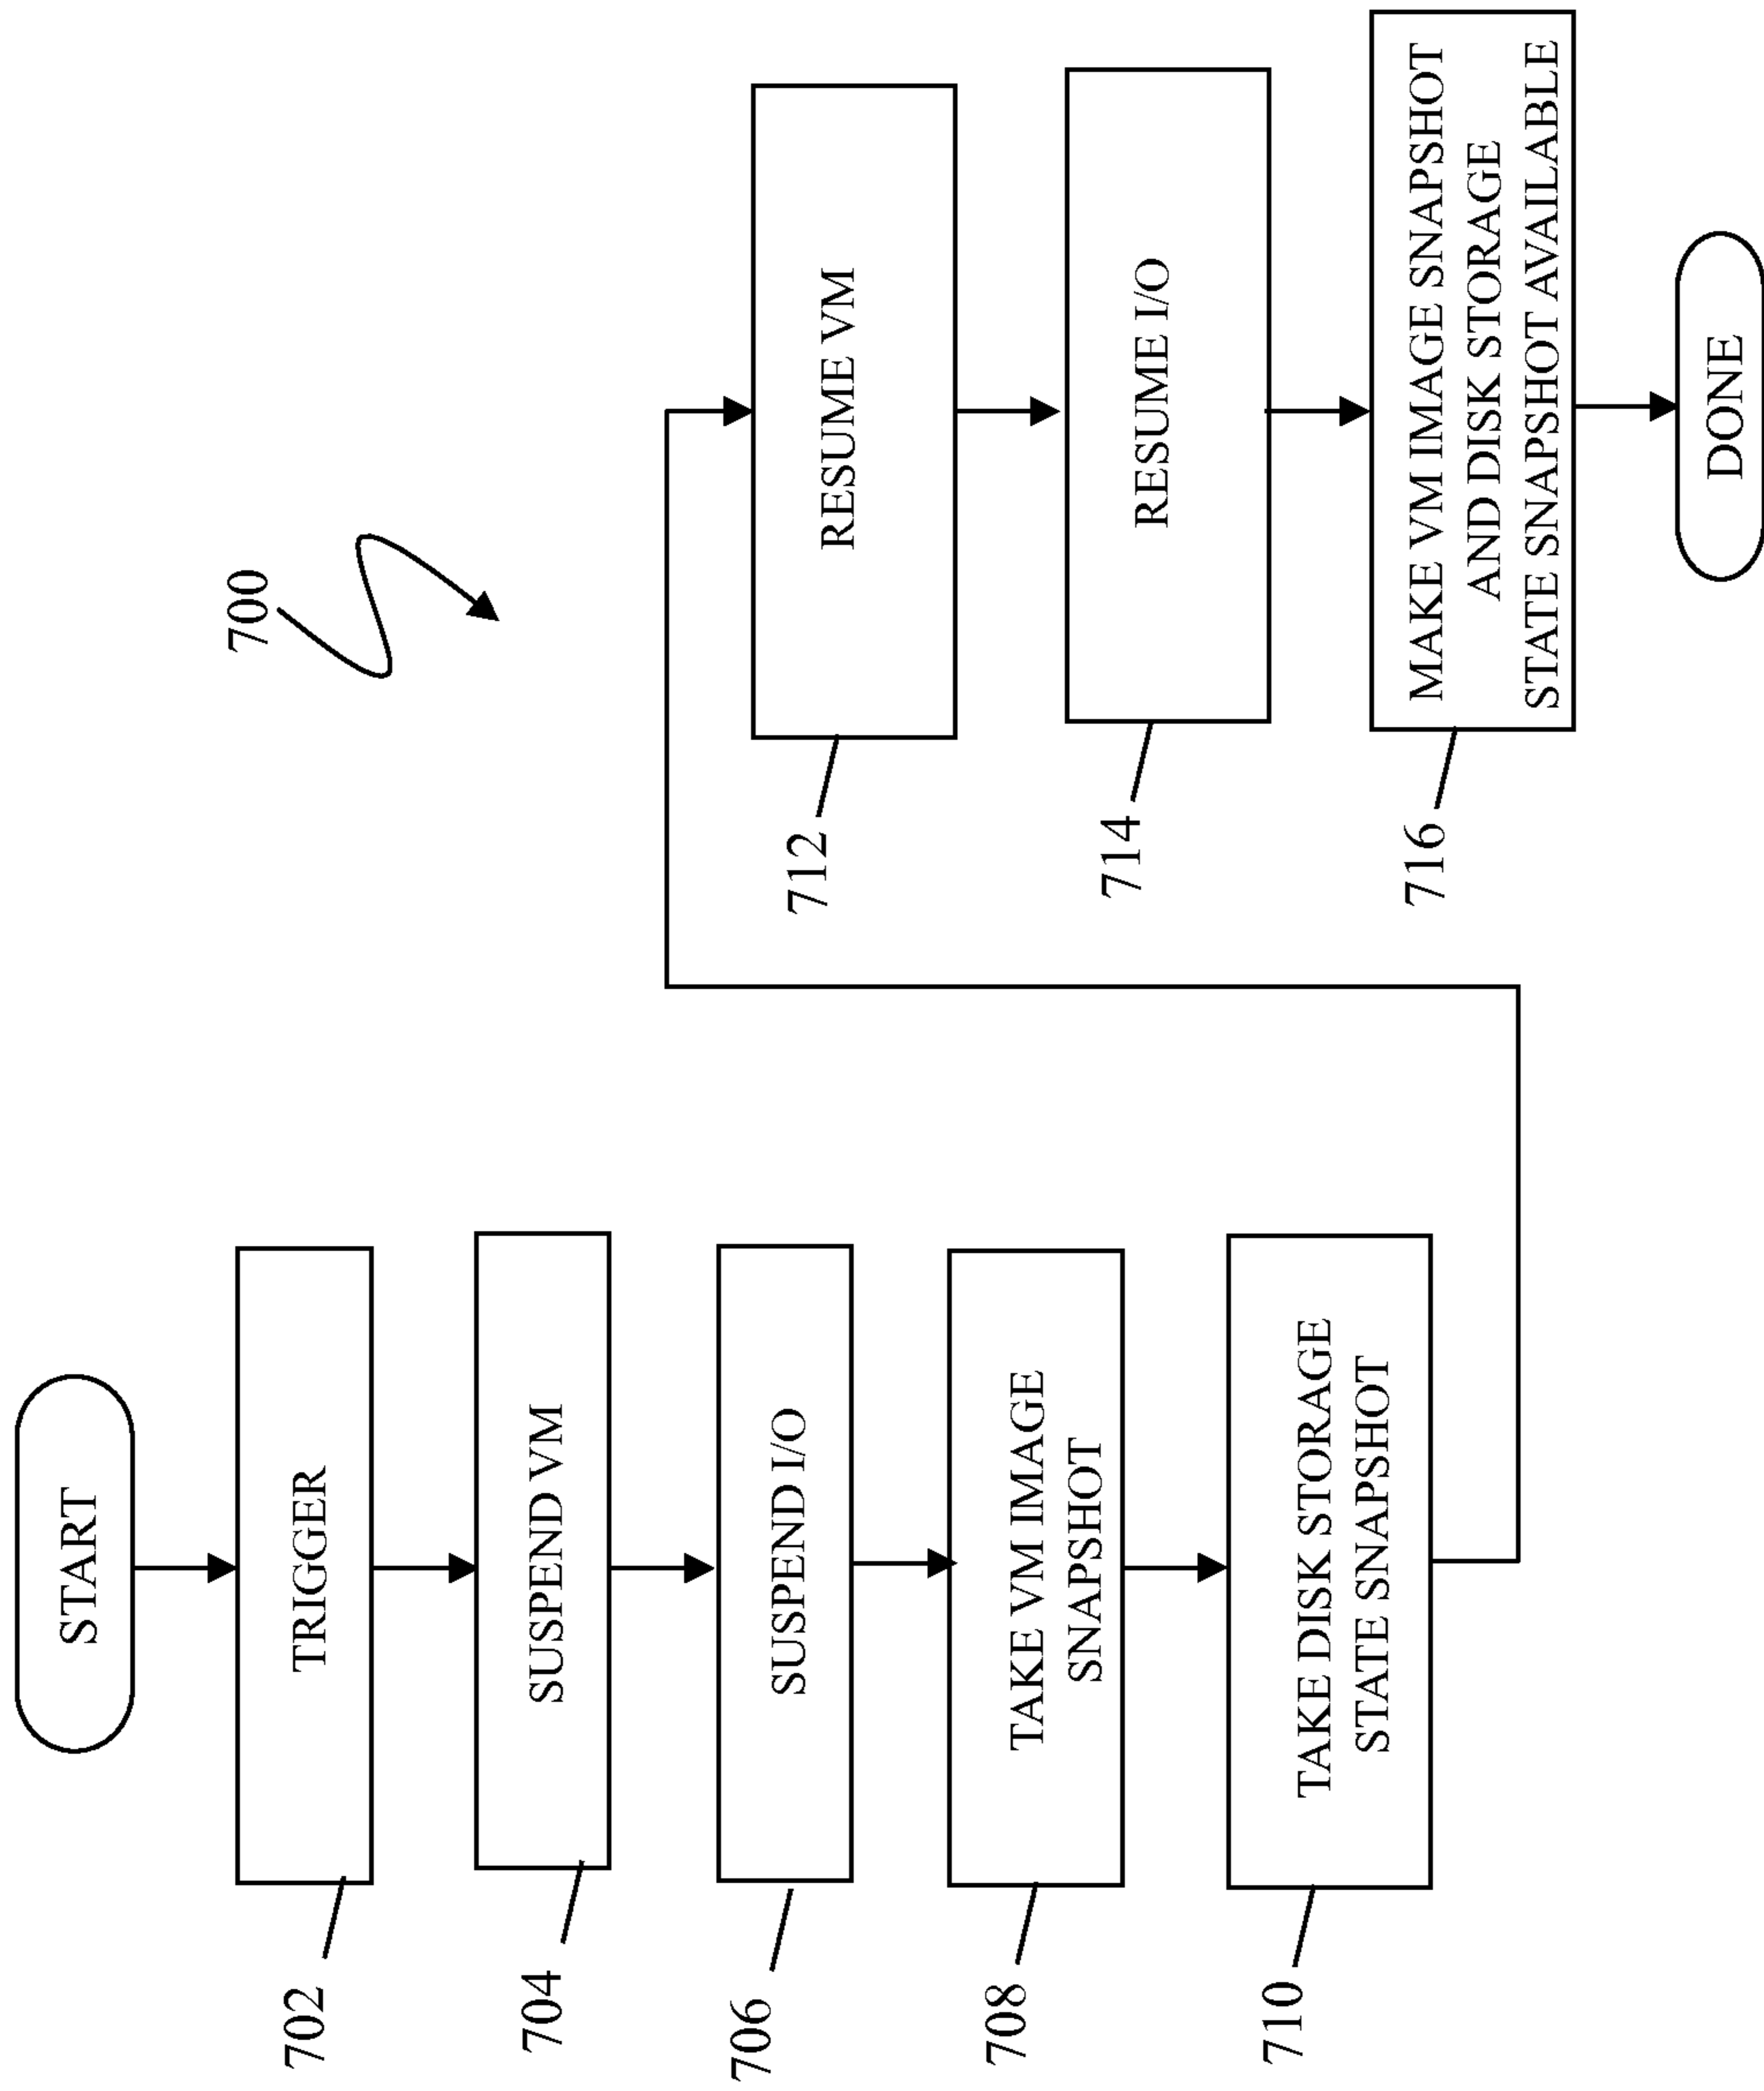 700
START
702
TRIGGER
704
SUSPEND VM
706
SUSPEND I/O
708
TAKE VM IMAGE
SNAPSHOT
710
TAKE DISK STORAGE
STATE SNAPSHOT
712
RESUME VM
714
RESUME I/O
716
MAKE VM IMAGE SNAPSHOT
AND DISK STORAGE
STATE SNAPSHOT AVAILABLE
DONE